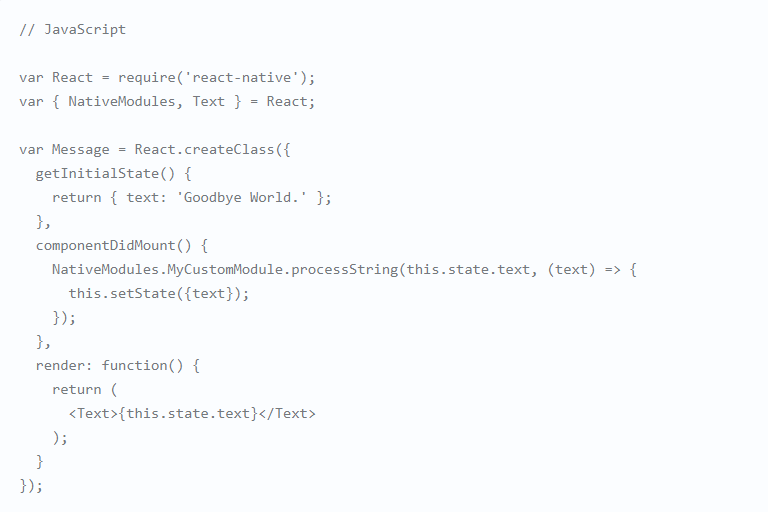 // JavaScript

var React = require('react-native');
var { NativeModules, Text } = React;

var Message = React.createClass({
  getInitialState() {
    return { text: 'Goodbye World.' };
  },
  componentDidMount() {
    NativeModules.MyCustomModule.processString(this.state.text, (text) => {
      this.setState({text});
    });
  },
  render: function() {
    return (
      <Text>{this.state.text}</Text>
    );
  }
});